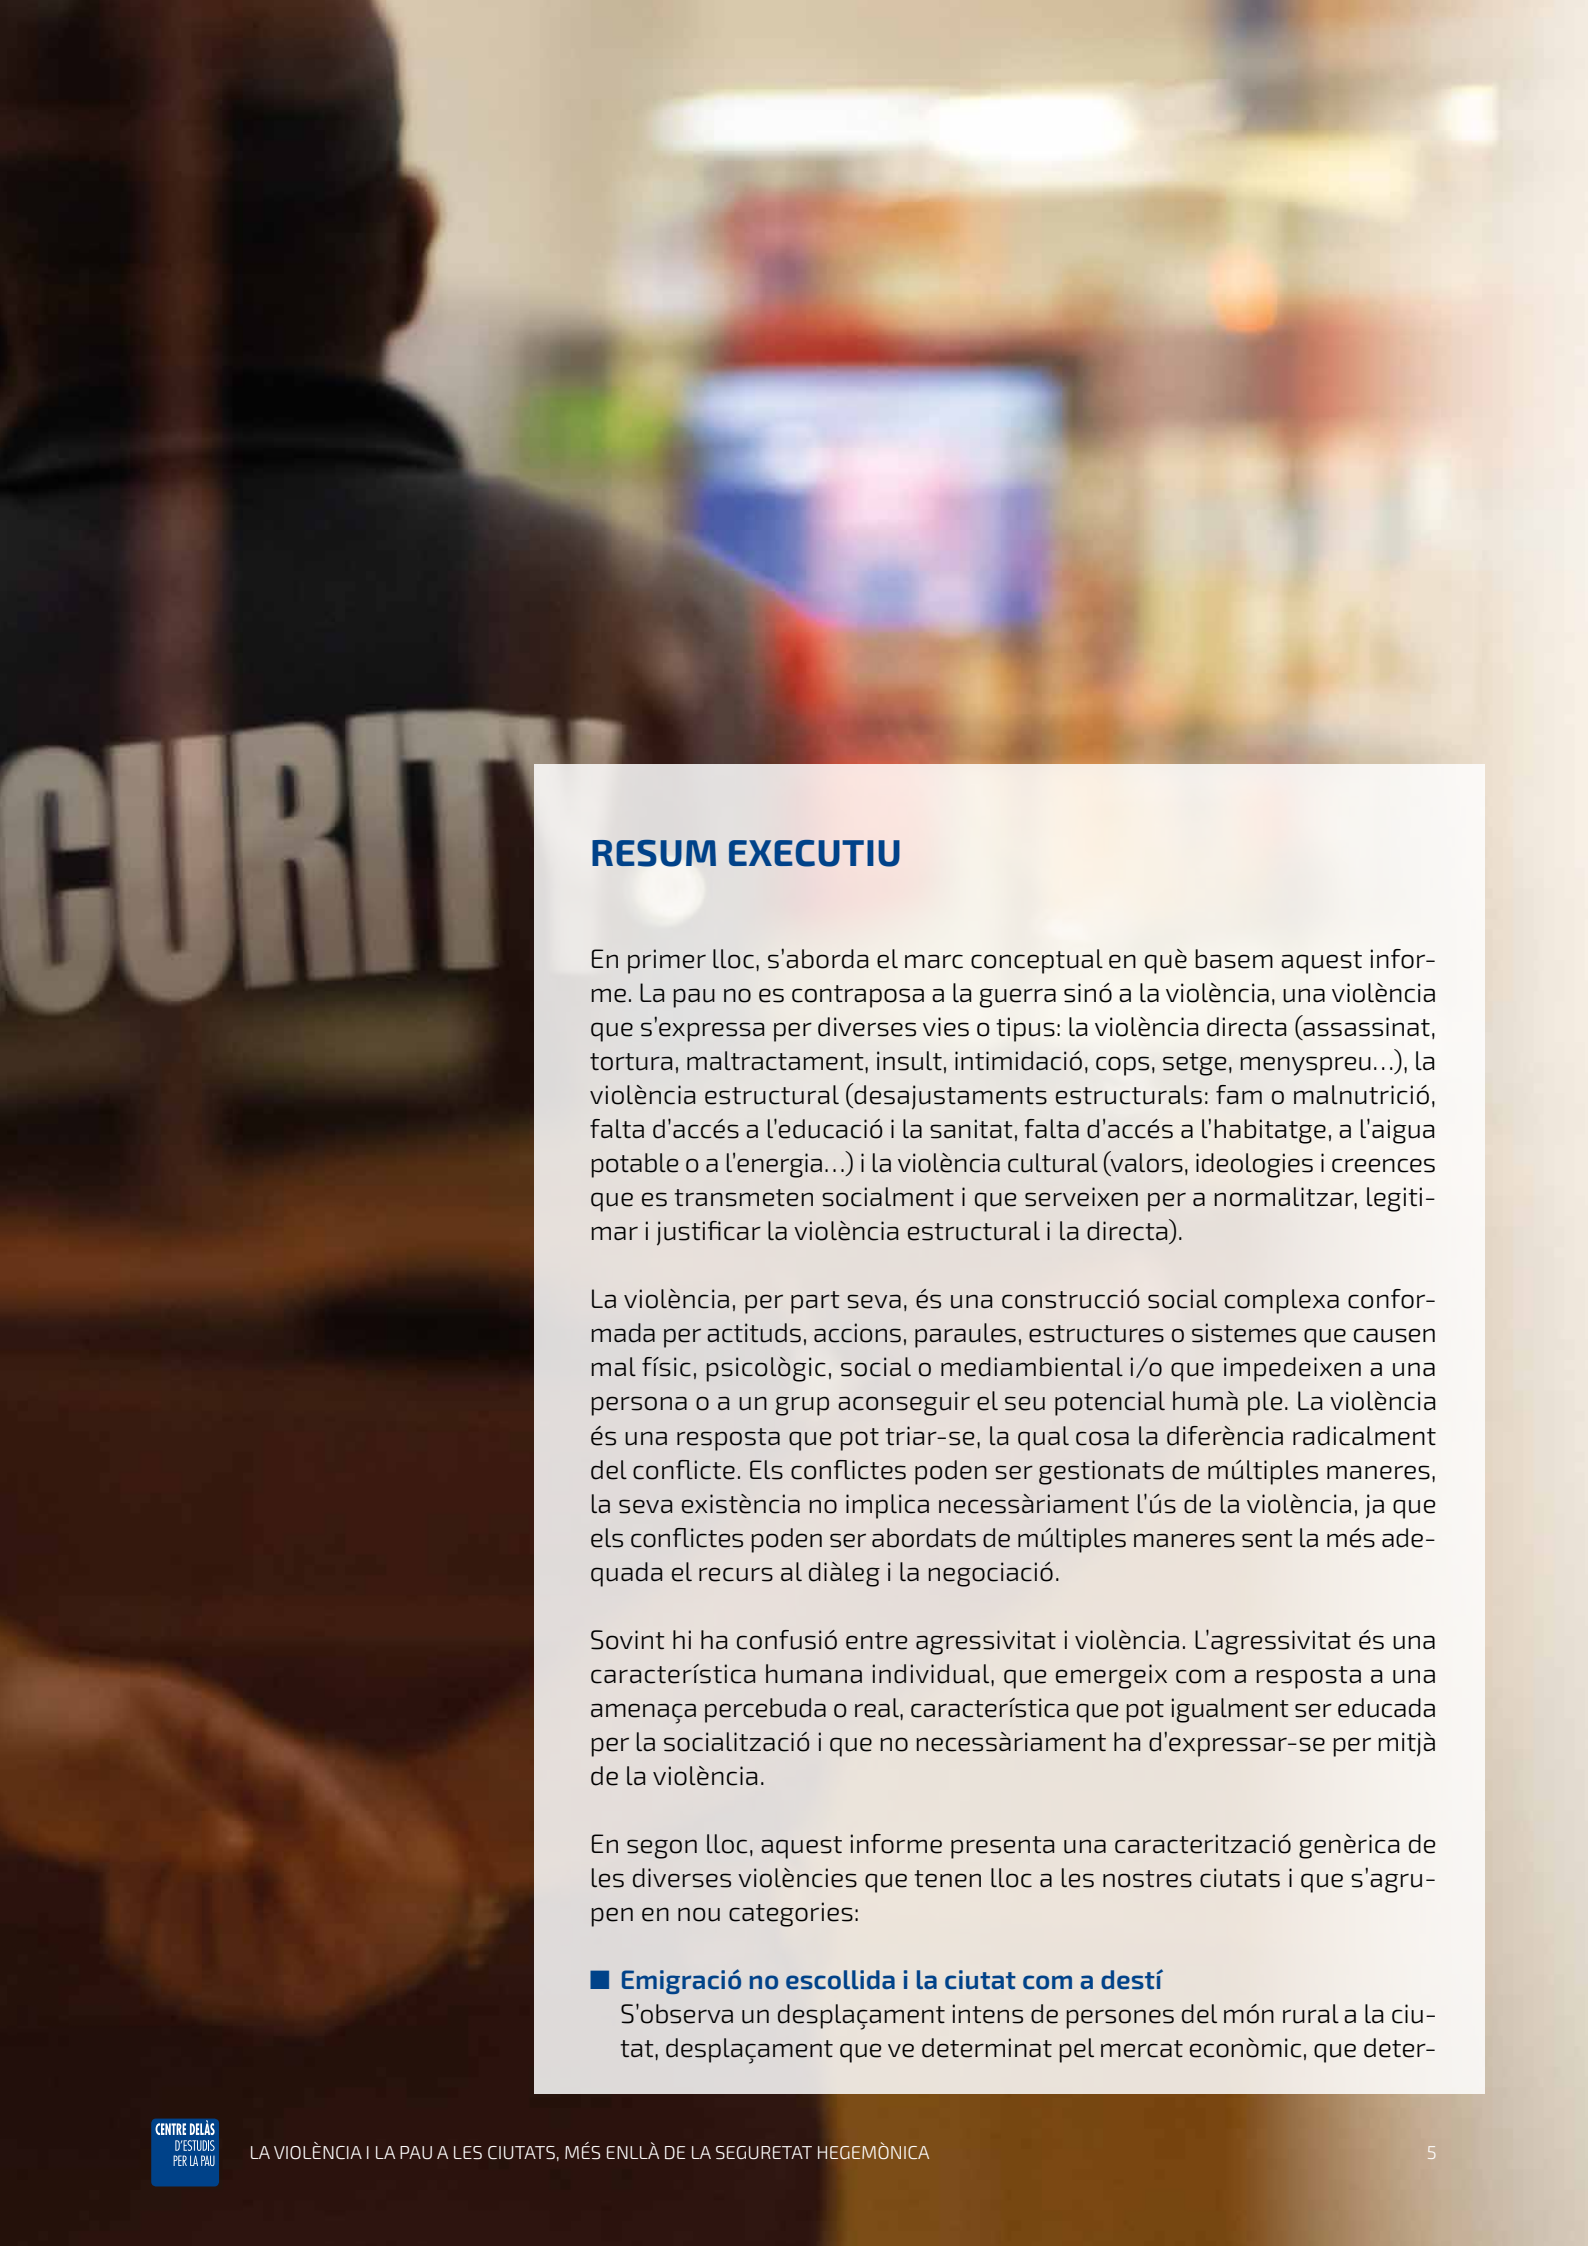 CURITY
RESUM EXECUTIU
En primer lloc, s’aborda el marc conceptual en què basem aquest infor-
me. La pau no es contraposa a la guerra sinó a la violència, una violència
que s’expressa per diverses vies o tipus: la violència directa (assassinat,
tortura, maltractament, insult, intimidació, cops, setge, menyspreu…), la
violència estructural (desajustaments estructurals: fam o malnutrició,
falta d’accés a l’educació i la sanitat, falta d’accés a l’habitatge, a l’aigua
potable o a l’energia…) i la violència cultural (valors, ideologies i creences
que es transmeten socialment i que serveixen per a normalitzar, legiti-
mar i justificar la violència estructural i la directa).
La violència, per part seva, és una construcció social complexa confor-
mada per actituds, accions, paraules, estructures o sistemes que causen
mal físic, psicològic, social o mediambiental i/o que impedeixen a una
persona o a un grup aconseguir el seu potencial humà ple. La violència
és una resposta que pot triar-se, la qual cosa la diferència radicalment
del conflicte. Els conflictes poden ser gestionats de múltiples maneres,
la seva existència no implica necessàriament l’ús de la violència, ja que
els conflictes poden ser abordats de múltiples maneres sent la més ade-
quada el recurs al diàleg i la negociació.
Sovint hi ha confusió entre agressivitat i violència. L’agressivitat és una
característica humana individual, que emergeix com a resposta a una
amenaça percebuda o real, característica que pot igualment ser educada
per la socialització i que no necessàriament ha d’expressar-se per mitjà
de la violència.
En segon lloc, aquest informe presenta una caracterització genèrica de
les diverses violències que tenen lloc a les nostres ciutats i que s’agru-
pen en nou categories:
■ Emigració no escollida i la ciutat com a destí
S’observa un desplaçament intens de persones del món rural a la ciu-
tat, desplaçament que ve determinat pel mercat econòmic, que deter-
CENTRE DELÀS
D’ESTUDIS
PER LA PAU
LA VIOLÈNCIA I LA PAU A LES CIUTATS, MÉS ENLLÀ DE LA SEGURETAT HEGEMÒNICA
5